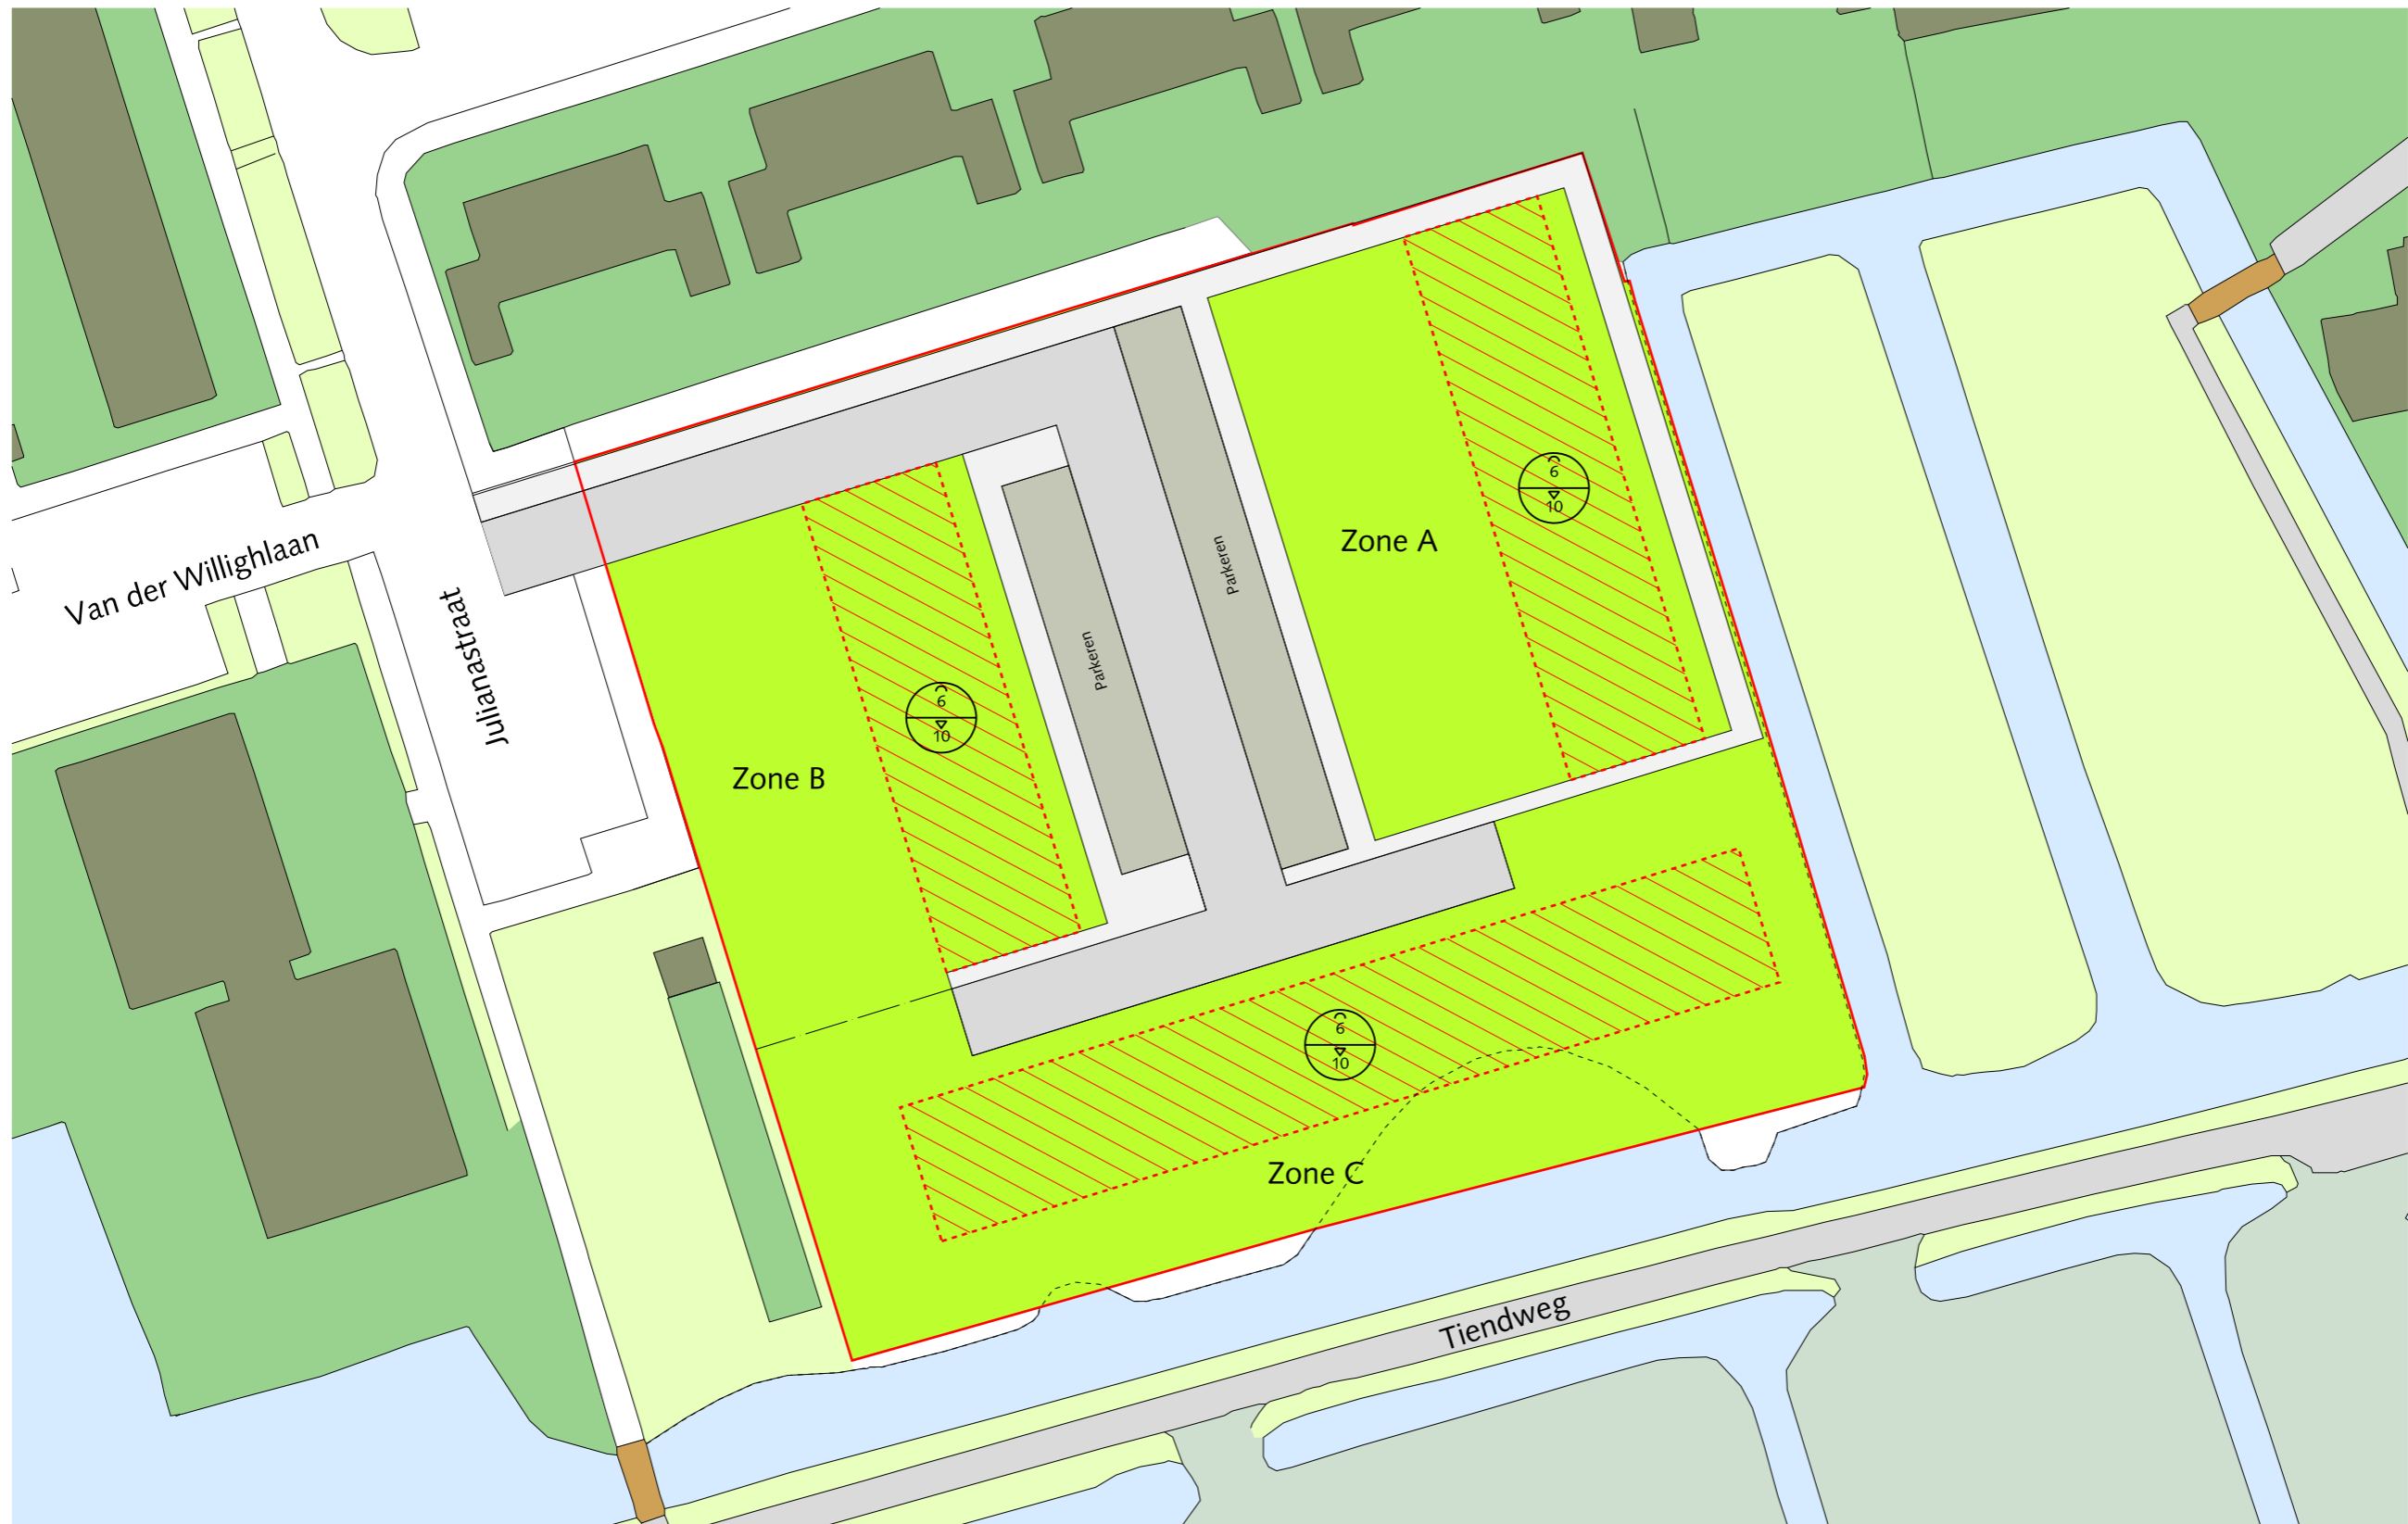 6
10
Zone A
Parkeren
Van der Willighlaan
Julianastraat
Parkeren
6
10
Zone B
6
10
Zone C
Tiendweg